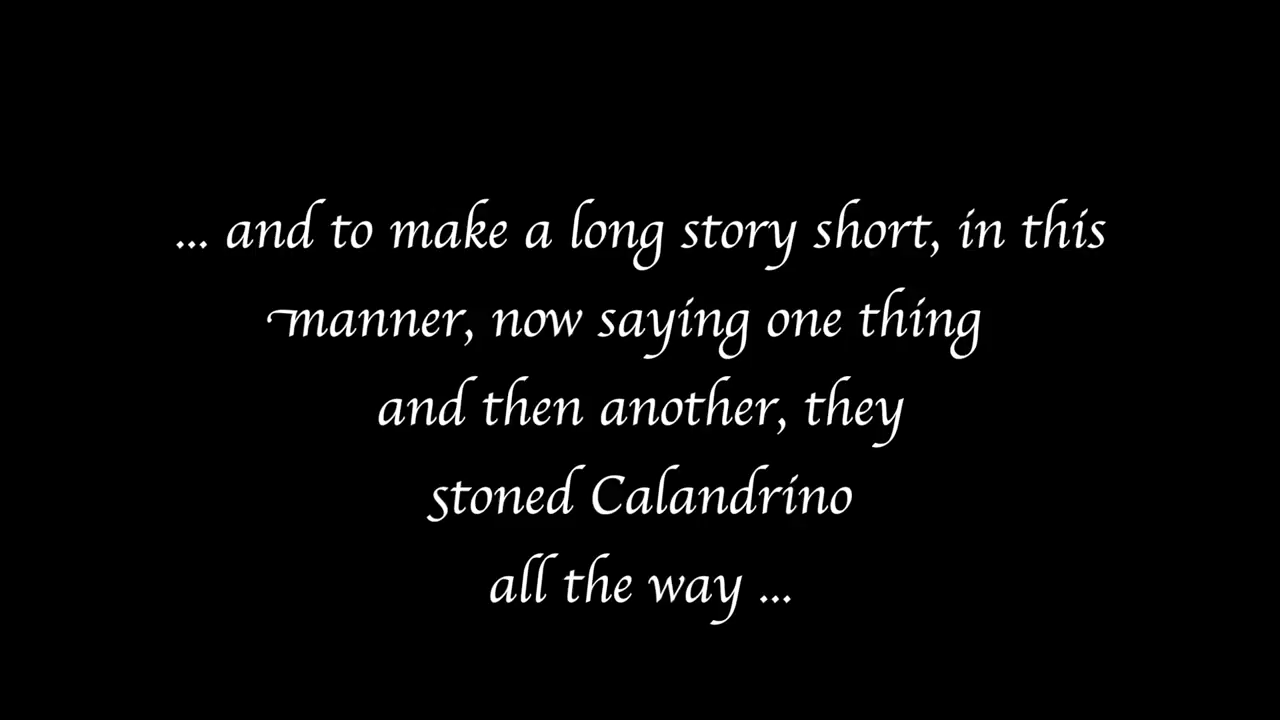 ... and to make a long story short, in this
manner, now saying one thing
and then another, they
stoned Calandrino
all the way ...